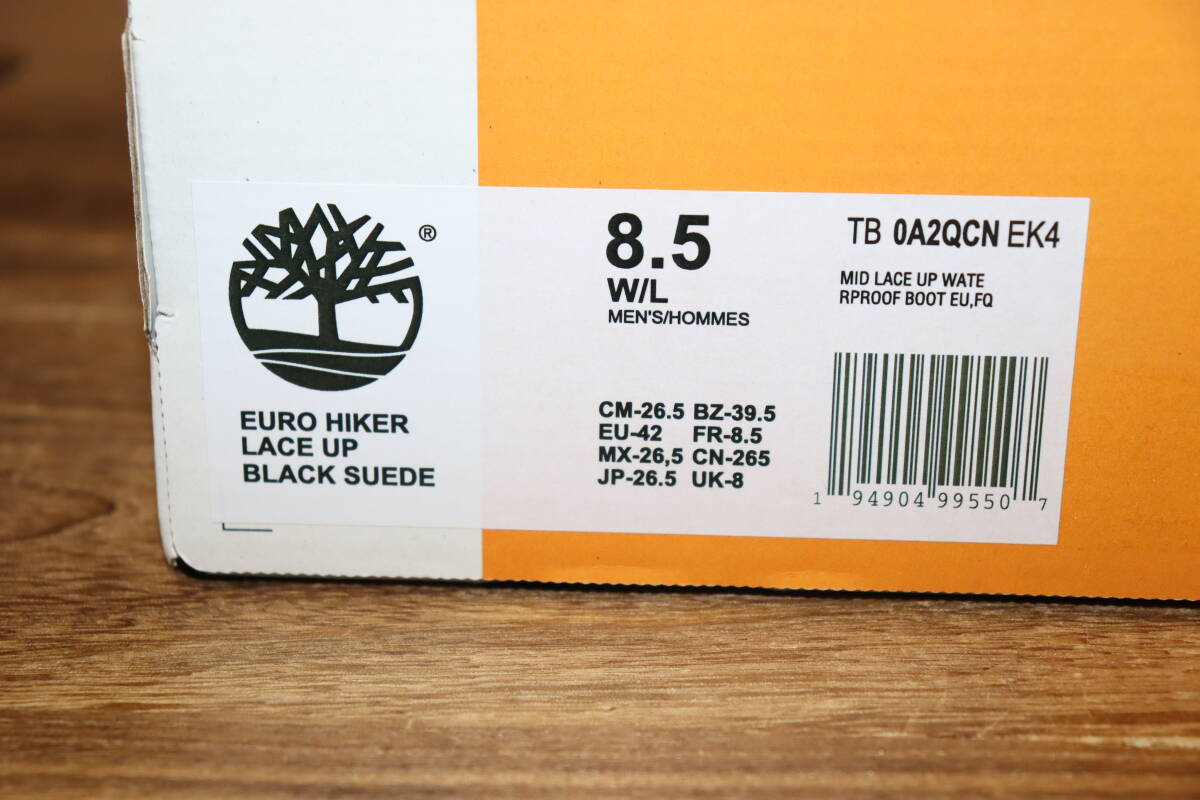 ®
EURO HIKER
LACE UP
BLACK SUEDE
8.5
W/L
MEN'S/HOMMES
CM-26.5 BZ-39.5
EU-42 FR-8.5
MX-26,5 CN-265
JP-26.5 UK-8
TB 0A2QCN EK4
MID LACE UP WATE
RPROOF BOOT EU,FQ
1 94904 99550 7